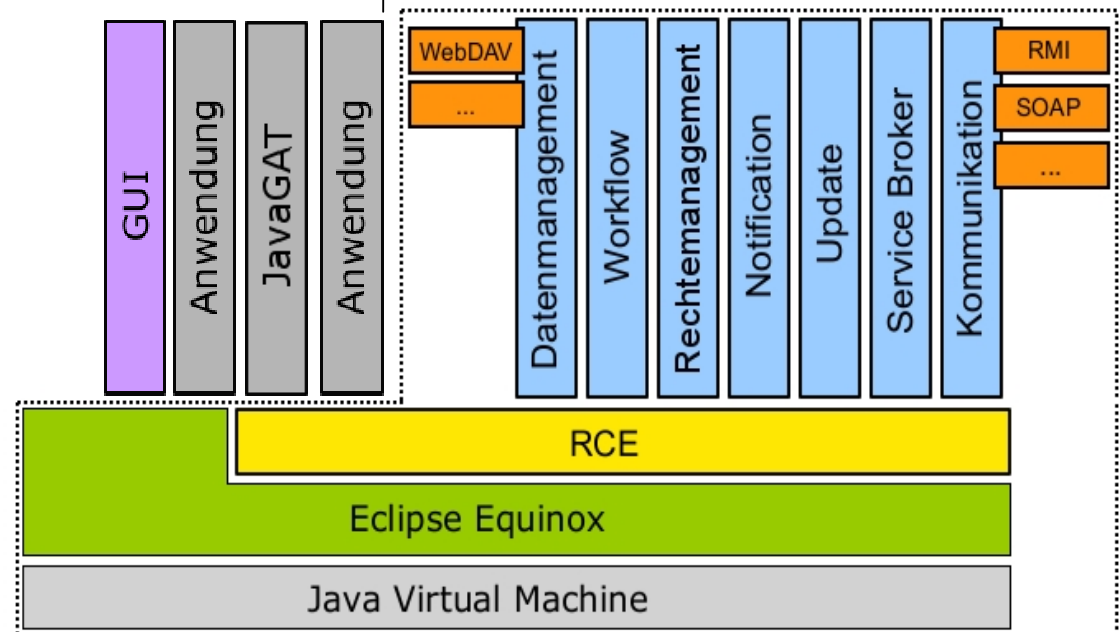 GUI
Anwendung
JavaGAT
Anwendung
WebDAV
...
Datenmanagement
Workflow
Rechtemanagement
Notification
Update
Service Broker
Kommunikation
RMI
SOAP
...
RCE
Eclipse Equinox
Java Virtual Machine